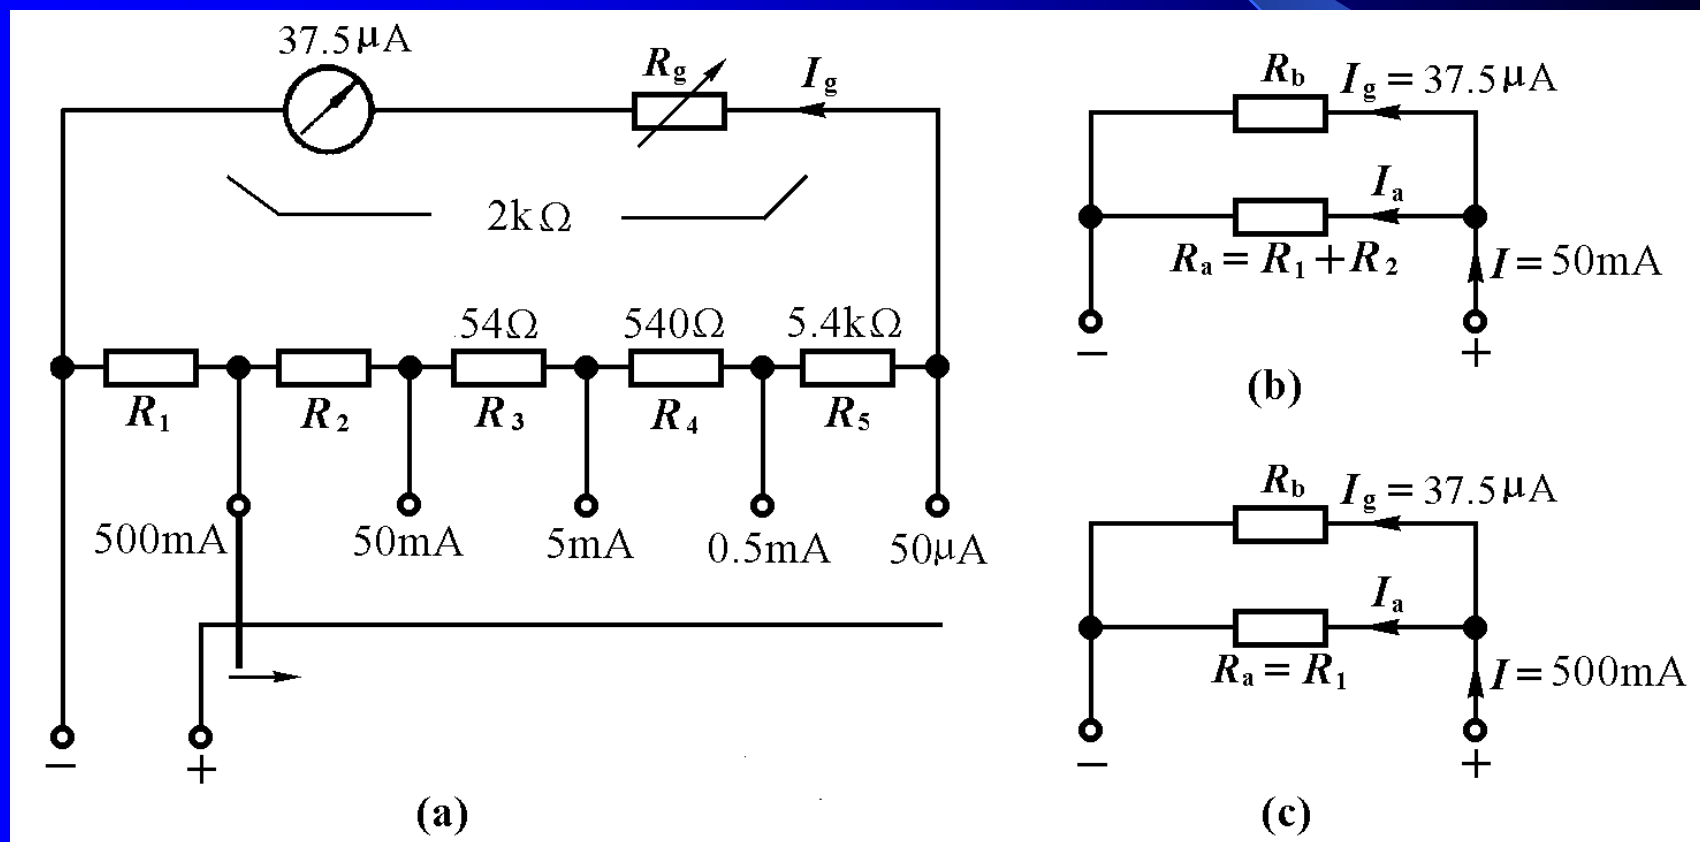 37.5μA
Rg
Ig
2kΩ
54Ω
540Ω
5.4kΩ
R1
R2
R3
R4
R5
500mA
50mA
5mA
0.5mA
50μA
−
+
(a)
Rb
Ig = 37.5μA
Ia
Ra = R1+R2
I = 50mA
−
+
(b)
Rb
Ig = 37.5μA
Ia
Ra = R1
I = 500mA
−
+
(c)